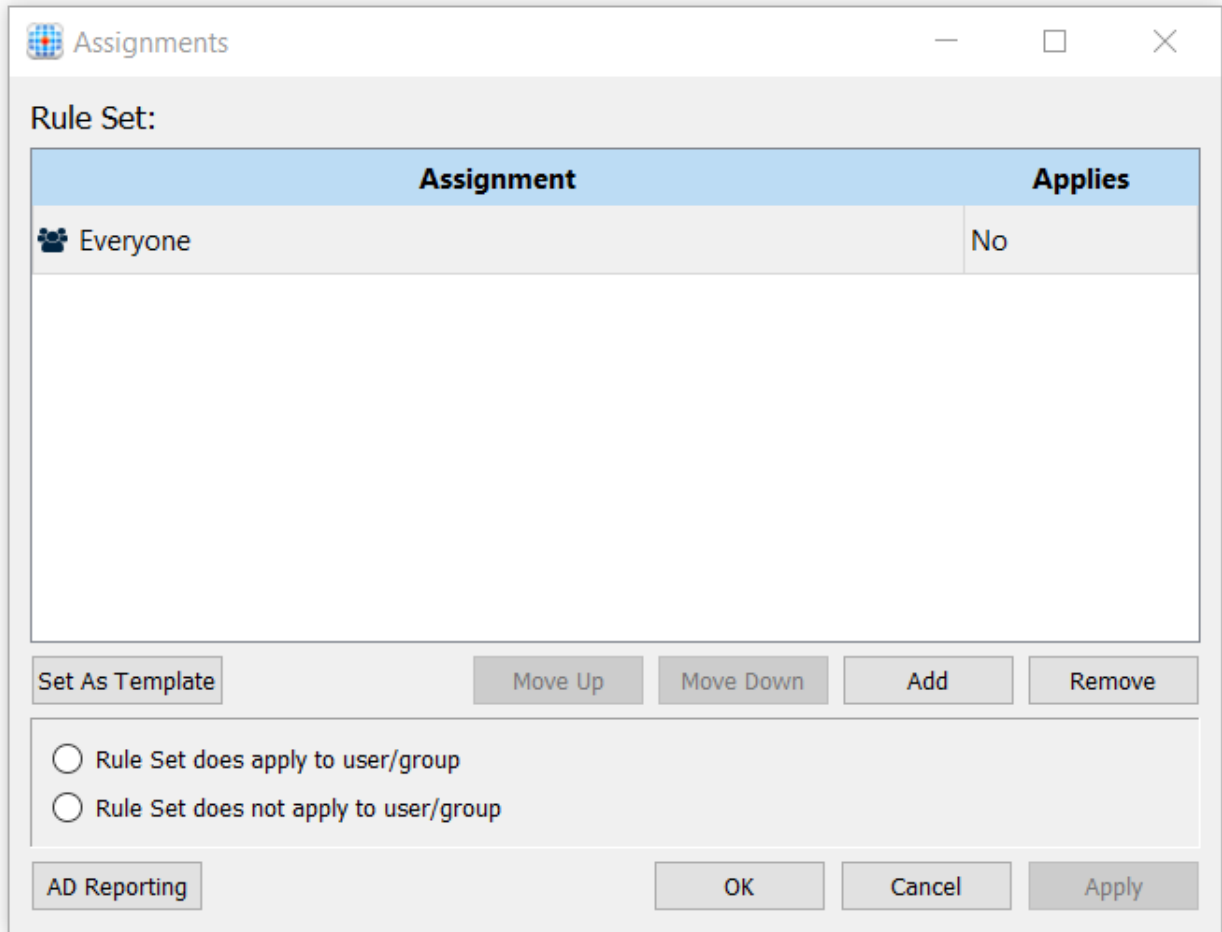 Assignments
Rule Set:
Assignment Applies
Everyone No
Set As Template Move Up Move Down Add Remove
Rule Set does apply to user/group
Rule Set does not apply to user/group
AD Reporting OK Cancel Apply